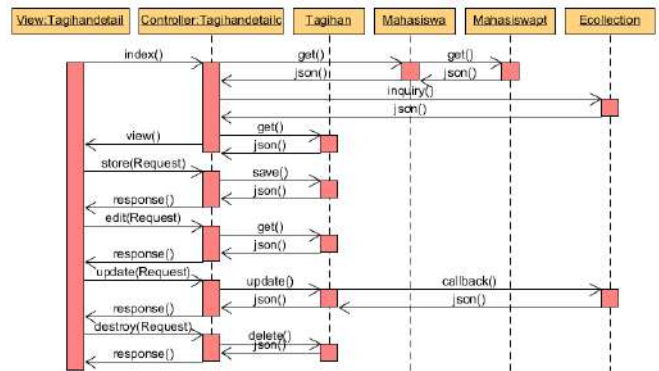 View:Tagihandetail Controller:Tagihandetailc Tagihan Mahasiswa Mahasiswapt Ecollection
index() get() get()
json() json()
inquiry()
json()
get()
view() json()
store(Request) save()
json()
response()
edit(Request) get()
json()
response()
update(Request) update() callback()
json() json()
response()
destroy(Request) delete()
json()
response()